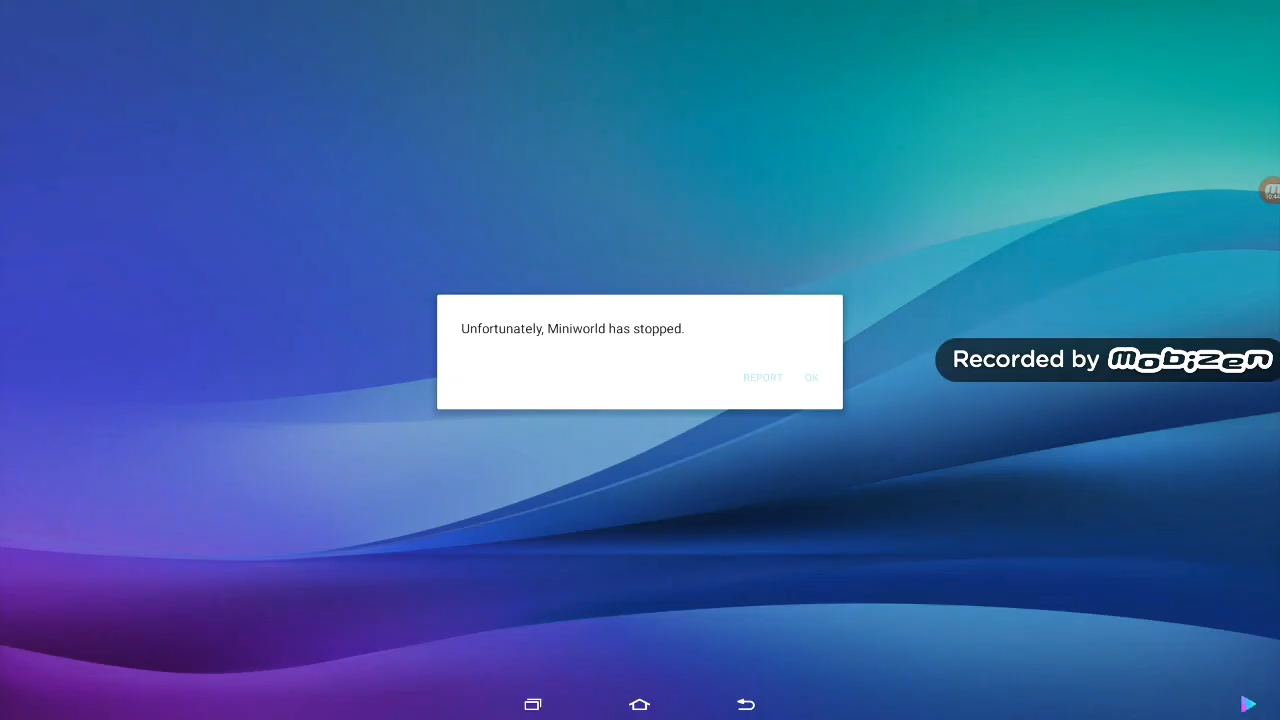 Unfortunately, Miniworld has stopped.
Recorded by mobizen
REPORT OK